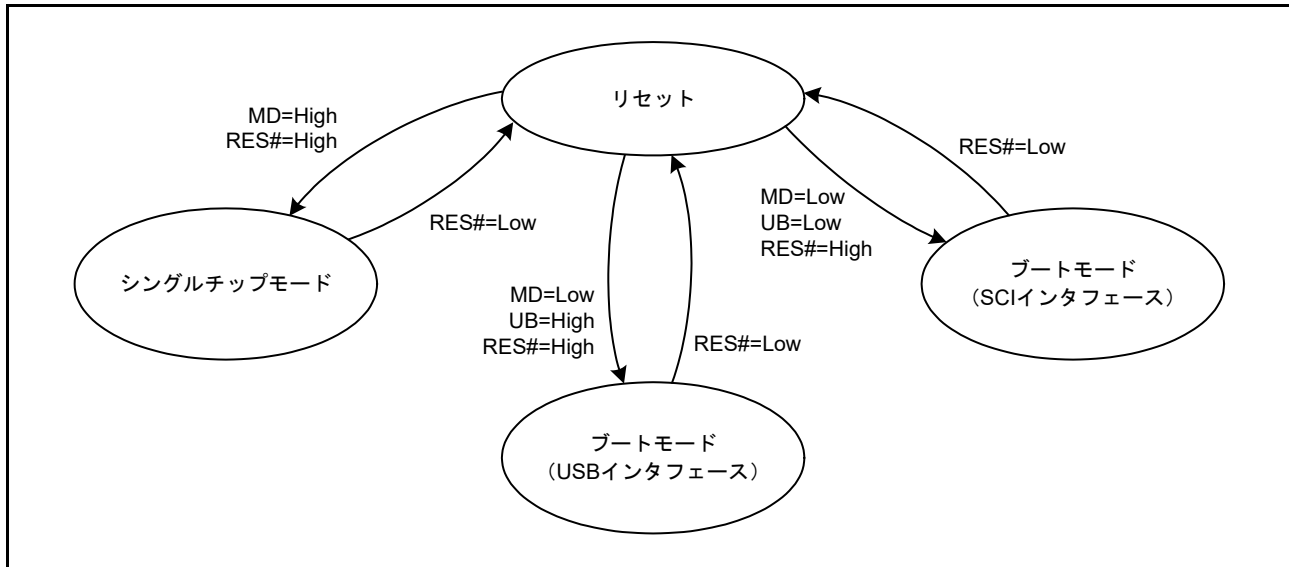 リセット
MD=High
RES#=High
RES#=Low
シングルチップモード
MD=Low
UB=High
RES#=High
RES#=Low
ブートモード
（USBインタフェース）
MD=Low
UB=Low
RES#=High
RES#=Low
ブートモード
（SCIインタフェース）